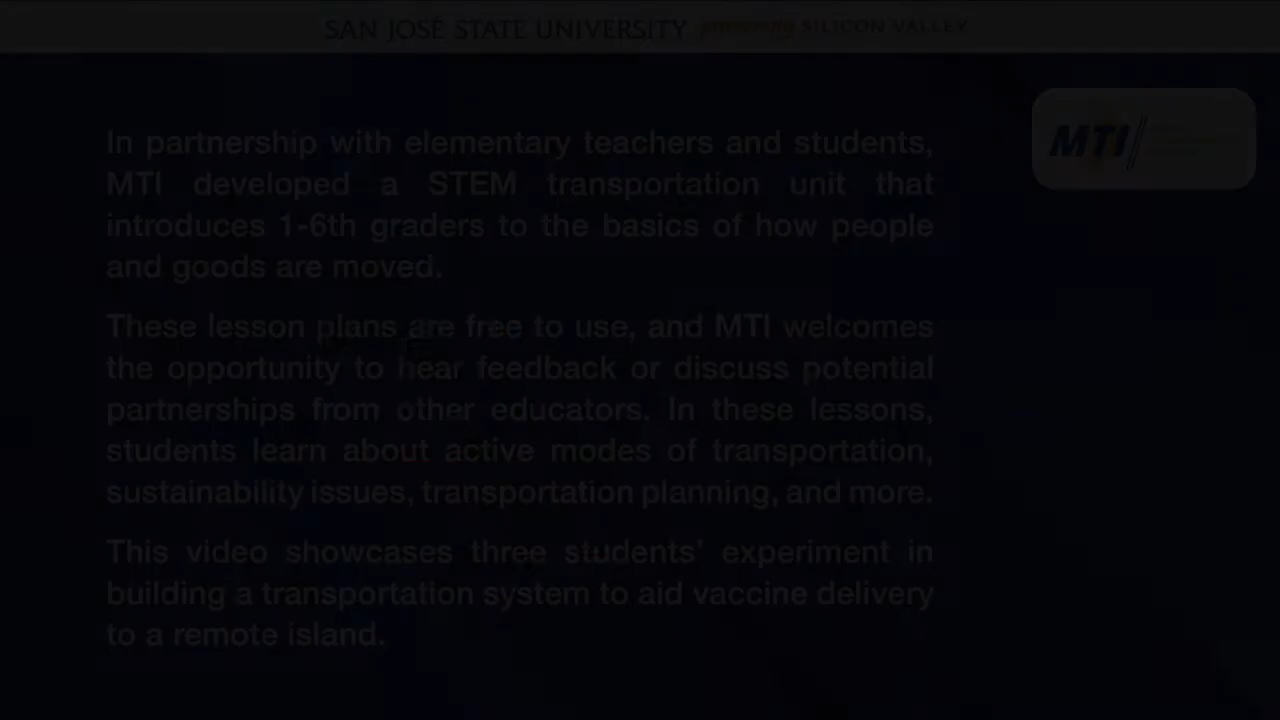 SAN JOSÉ STATE UNIVERSITY powering SILICON VALLEY
MTI
In partnership with elementary teachers and students,
MTI developed a STEM transportation unit that
introduces 1-6th graders to the basics of how people
and goods are moved.
These lesson plans are free to use, and MTI welcomes
the opportunity to hear feedback or discuss potential
partnerships from other educators. In these lessons,
students learn about active modes of transportation,
sustainability issues, transportation planning, and more.
This video showcases three students' experiment in
building a transportation system to aid vaccine delivery
to a remote island.